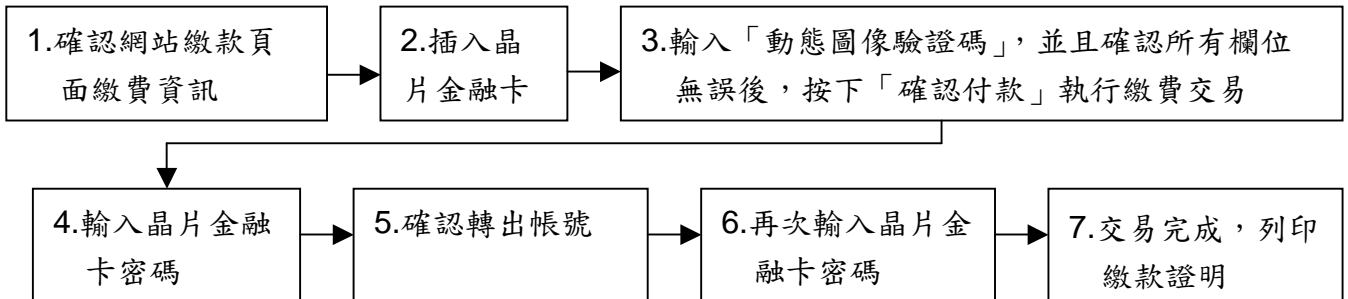 1.確認網站繳款頁
面繳費資訊
2.插入晶
片金融卡
3.輸入「動態圖像驗證碼」,並且確認所有欄位
無誤後,按下「確認付款」執行繳費交易
4.輸入晶片金融
卡密碼
5.確認轉出帳號
6.再次輸入晶片金
融卡密碼
7.交易完成,列印
繳款證明